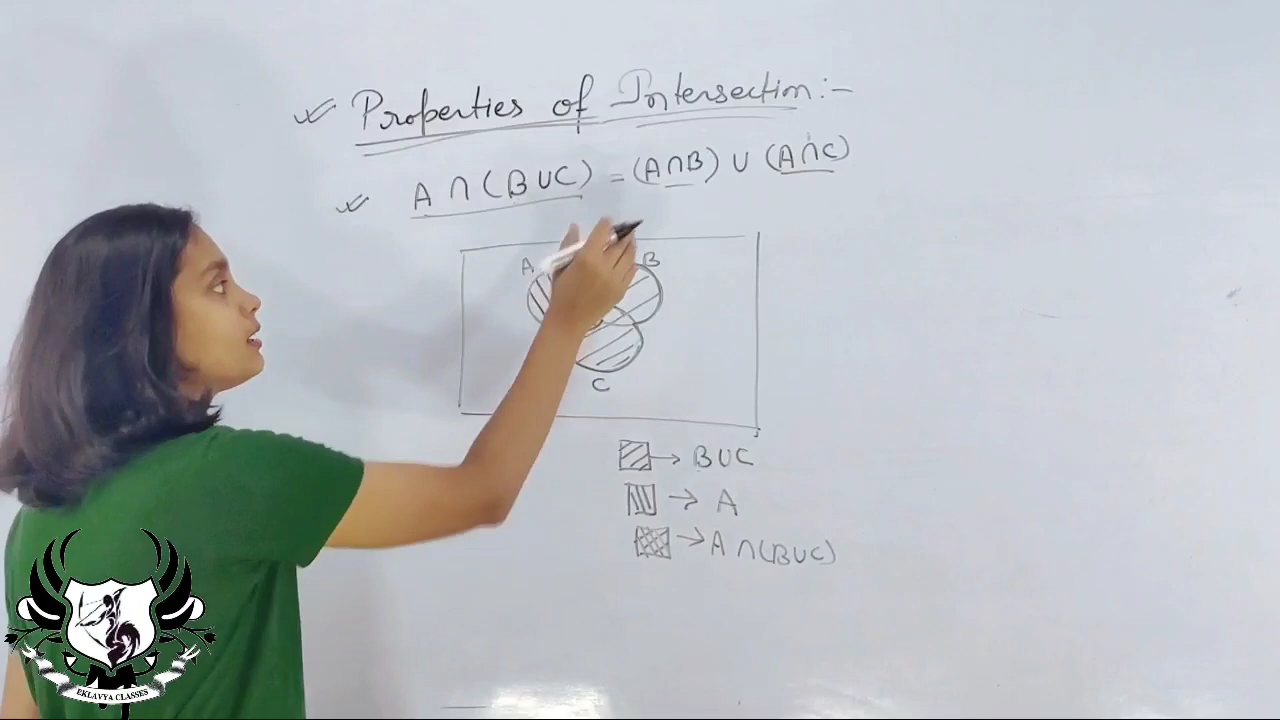 Properties of Intersection:-
A ∩ (B ∪ C) = (A ∩ B) ∪ (A ∩ C)
A B
C
→ B ∪ C
→ A
→ A ∩ (B ∪ C)
EKLAVYA CLASSES